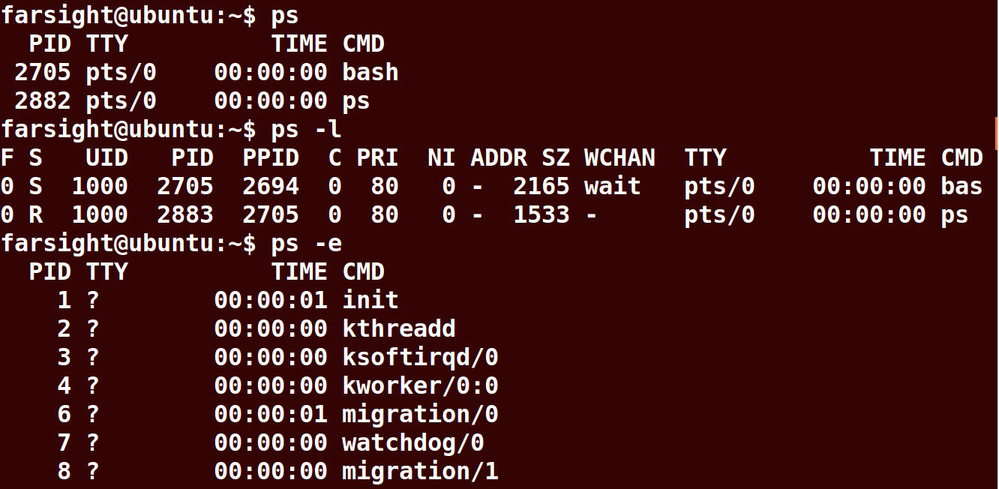 farsight@ubuntu:~$ ps
  PID TTY          TIME CMD
 2705 pts/0    00:00:00 bash
 2882 pts/0    00:00:00 ps
farsight@ubuntu:~$ ps -l
F S   UID   PID  PPID  C PRI  NI ADDR SZ WCHAN  TTY          TIME CMD
0 S  1000  2705  2694  0  80   0 -  2165 wait   pts/0    00:00:00 bas
0 R  1000  2883  2705  0  80   0 -  1533 -      pts/0    00:00:00 ps
farsight@ubuntu:~$ ps -e
  PID TTY          TIME CMD
    1 ?        00:00:01 init
    2 ?        00:00:00 kthreadd
    3 ?        00:00:00 ksoftirqd/0
    4 ?        00:00:00 kworker/0:0
    6 ?        00:00:01 migration/0
    7 ?        00:00:00 watchdog/0
    8 ?        00:00:00 migration/1